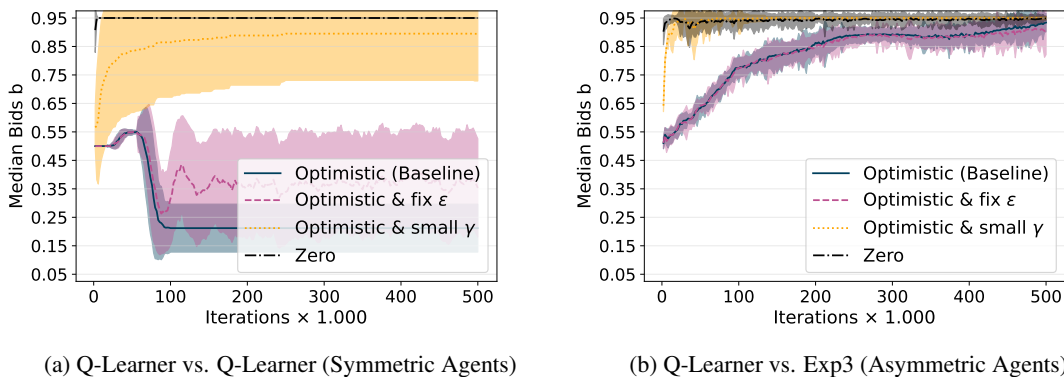 Median Bids b
0.95
0.85
0.75
0.65
0.55
0.45
0.35
0.25
0.15
0.05
0
100
200
300
400
500
Iterations × 1.000
Optimistic (Baseline)
Optimistic & fix ε
Optimistic & small γ
Zero
(a) Q-Learner vs. Q-Learner (Symmetric Agents)
Median Bids b
0.95
0.85
0.75
0.65
0.55
0.45
0.35
0.25
0.15
0.05
0
100
200
300
400
500
Iterations × 1.000
Optimistic (Baseline)
Optimistic & fix ε
Optimistic & small γ
Zero
(b) Q-Learner vs. Exp3 (Asymmetric Agents)